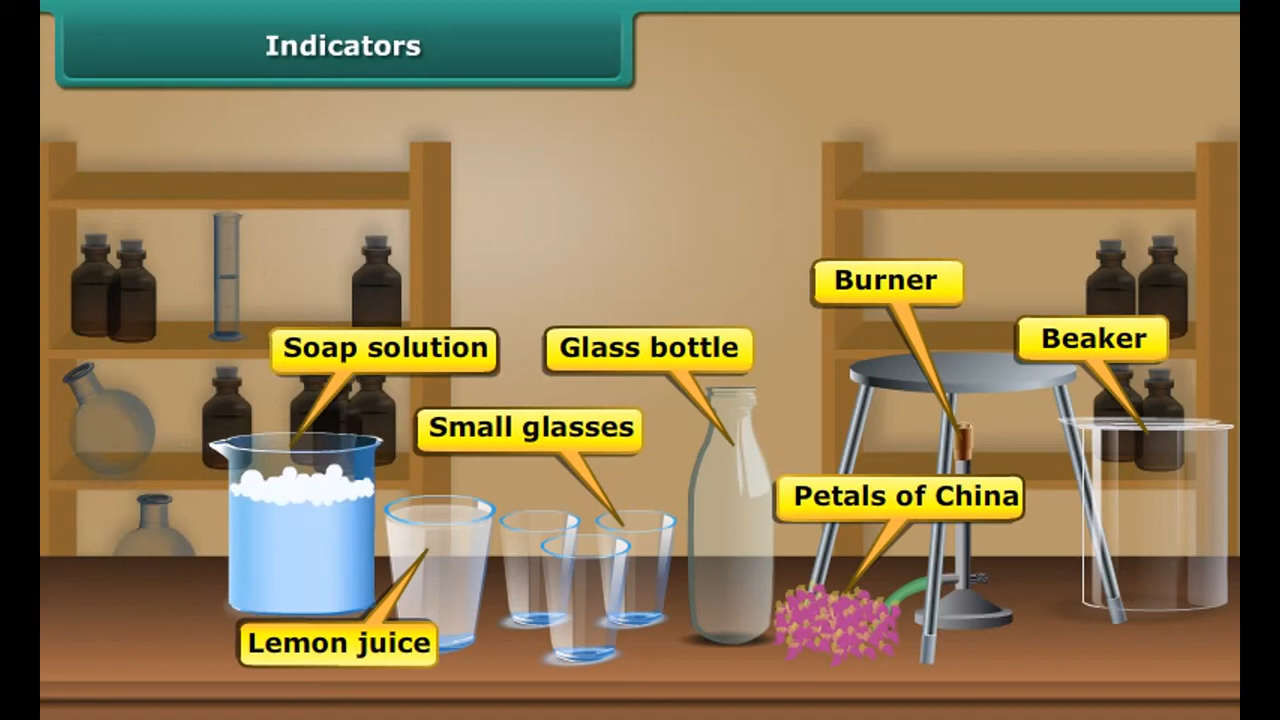 Indicators
Burner
Beaker
Soap solution
Glass bottle
Small glasses
Petals of China
Lemon juice